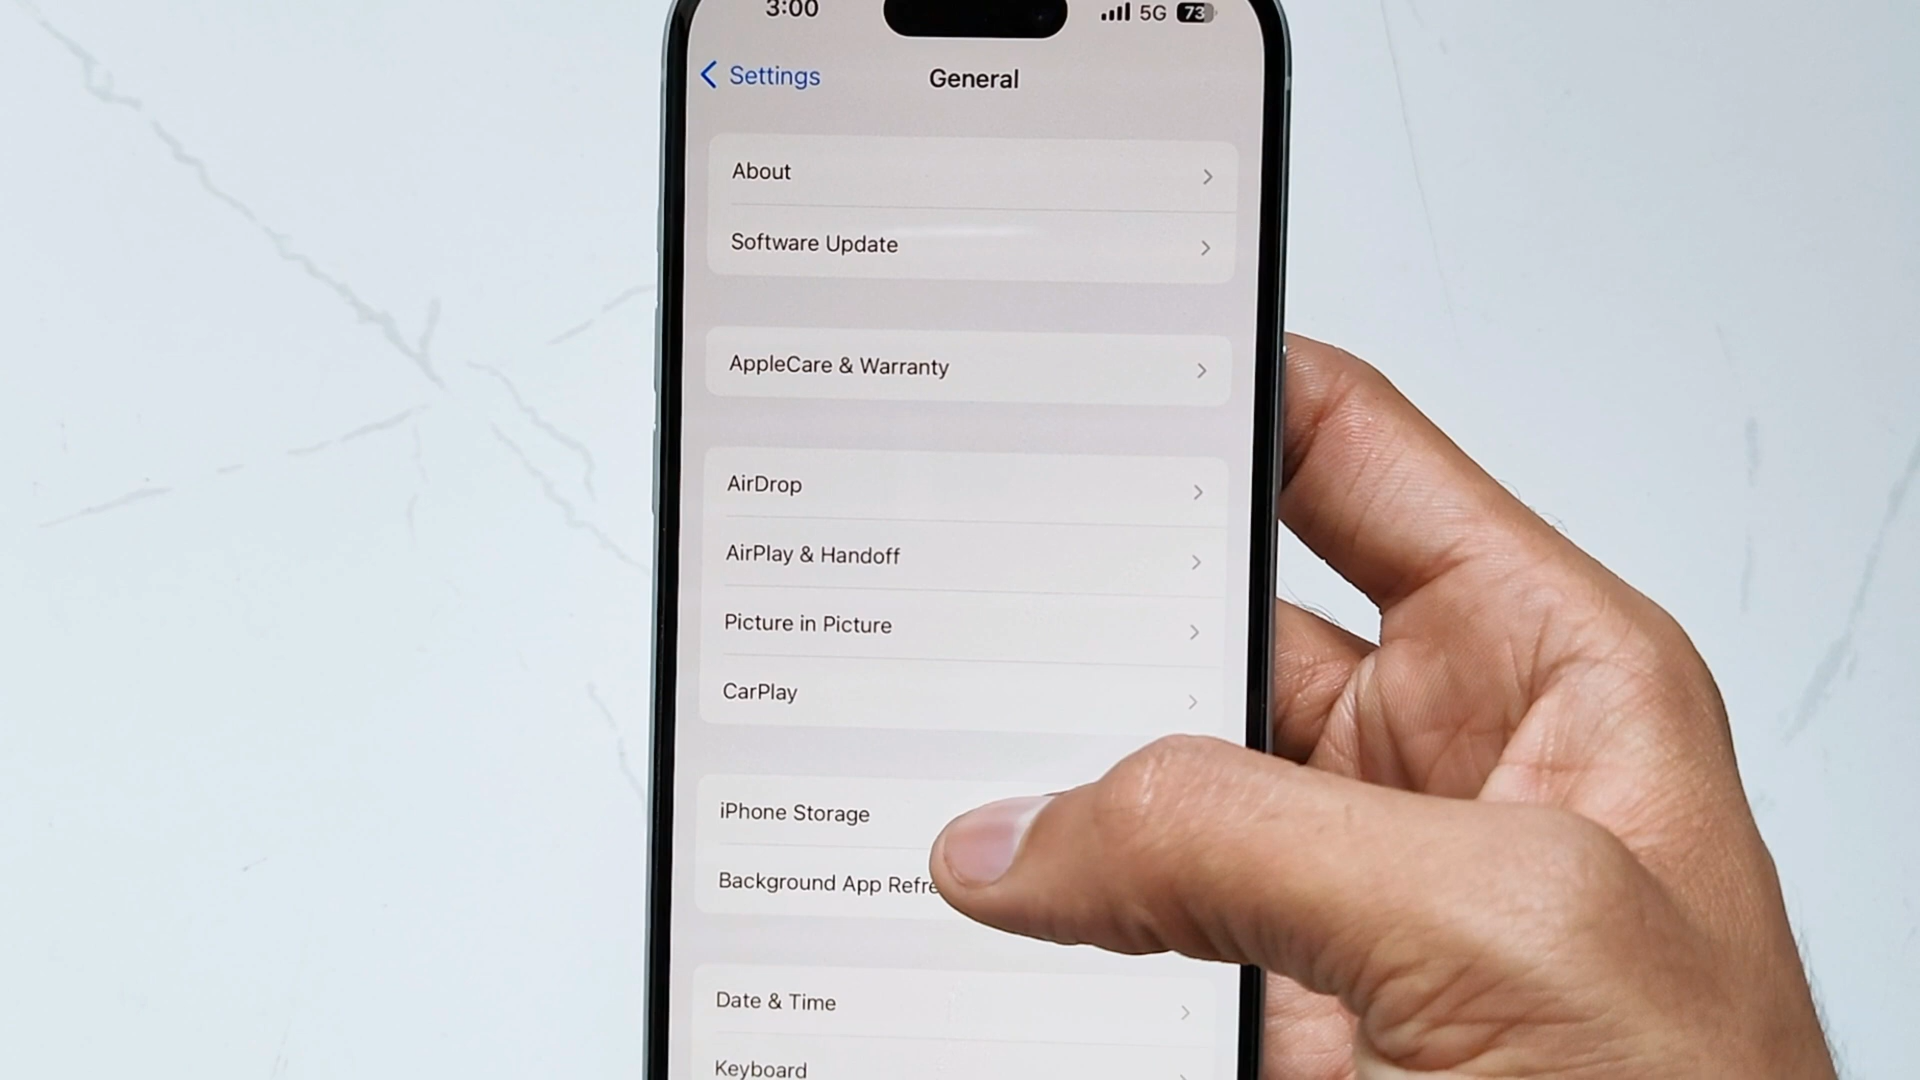 3:00
5G 73
Settings
General
About
Software Update
AppleCare & Warranty
AirDrop
AirPlay & Handoff
Picture in Picture
CarPlay
iPhone Storage
Background App Refre
Date & Time
Keyboard